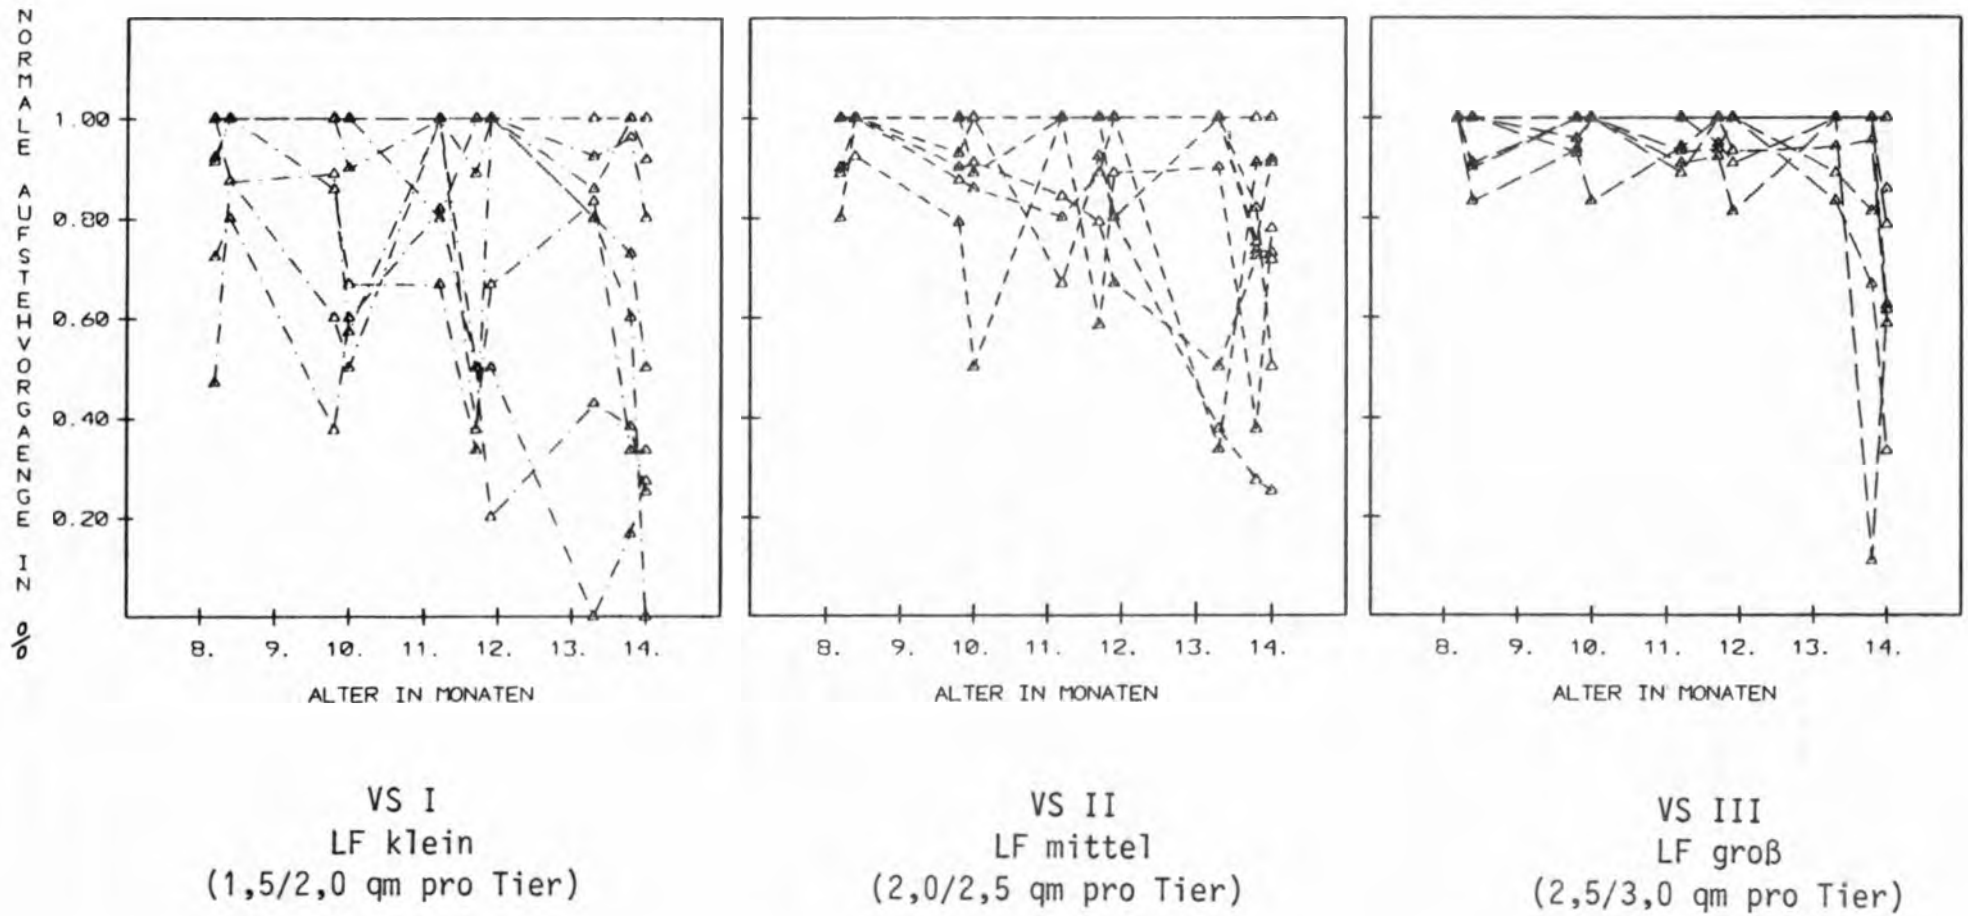 NORMALE AUFSTEHVORGAENGE IN %
1.00
0.80
0.60
0.40
0.20
8. 9. 10. 11. 12. 13. 14.
8. 9. 10. 11. 12. 13. 14.
8. 9. 10. 11. 12. 13. 14.
ALTER IN MONATEN
ALTER IN MONATEN
ALTER IN MONATEN
VS I
LF klein
(1,5/2,0 qm pro Tier)
VS II
LF mittel
(2,0/2,5 qm pro Tier)
VS III
LF groß
(2,5/3,0 qm pro Tier)